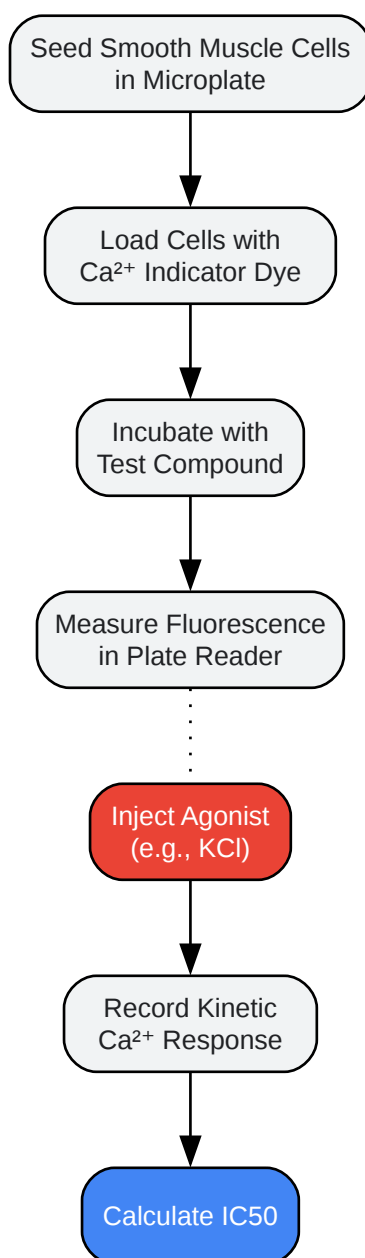 Seed Smooth Muscle Cells
in Microplate
Load Cells with
Ca²⁺ Indicator Dye
Incubate with
Test Compound
Measure Fluorescence
in Plate Reader
Inject Agonist
(e.g., KCl)
Record Kinetic
Ca²⁺ Response
Calculate IC50